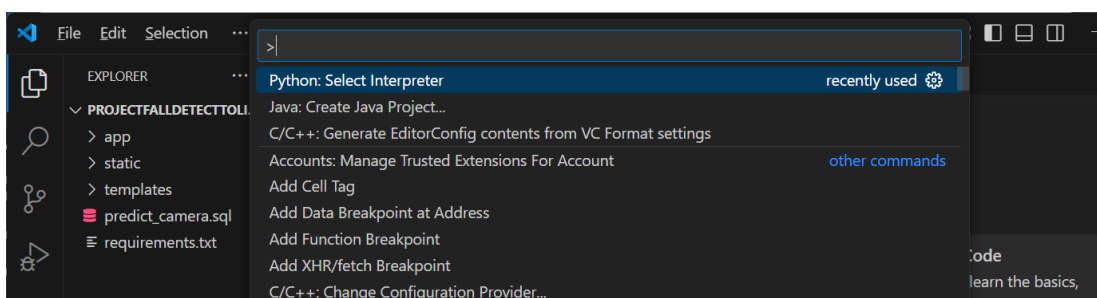 File Edit Selection ...
>
EXPLORER ...
PROJECTFALLDETECTTOLI...
> app
> static
> templates
predict_camera.sql
requirements.txt
Python: Select Interpreter recently used
Java: Create Java Project...
C/C++: Generate EditorConfig contents from VC Format settings
Accounts: Manage Trusted Extensions For Account other commands
Add Cell Tag
Add Data Breakpoint at Address
Add Function Breakpoint
Add XHR/fetch Breakpoint
C/C++: Change Configuration Provider...
Code
learn the basics,